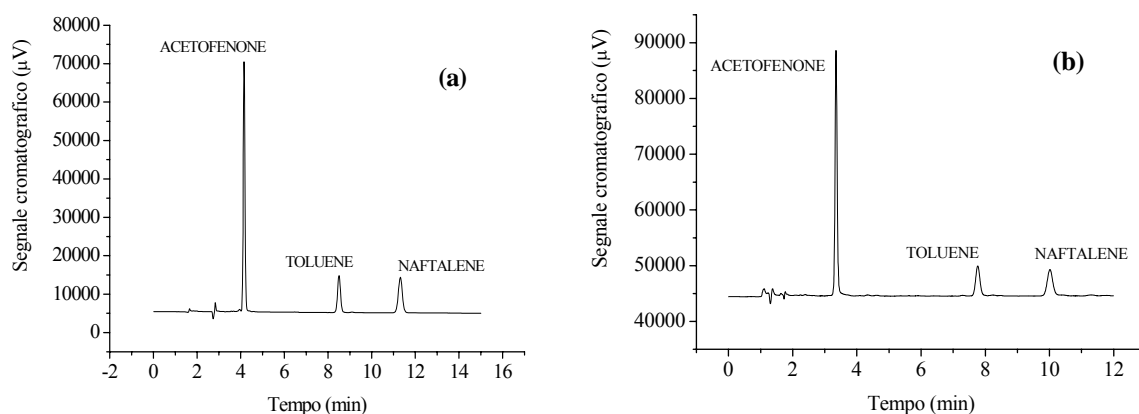 Segnale cromatografico (µV)
80000
70000
60000
50000
40000
30000
20000
10000
0
ACETOFENONE
(a)
TOLUENE
NAFTALENE
-2 0 2 4 6 8 10 12 14 16
Tempo (min)
Segnale cromatografico (µV)
90000
80000
70000
60000
50000
40000
ACETOFENONE
(b)
TOLUENE
NAFTALENE
0 2 4 6 8 10 12
Tempo (min)